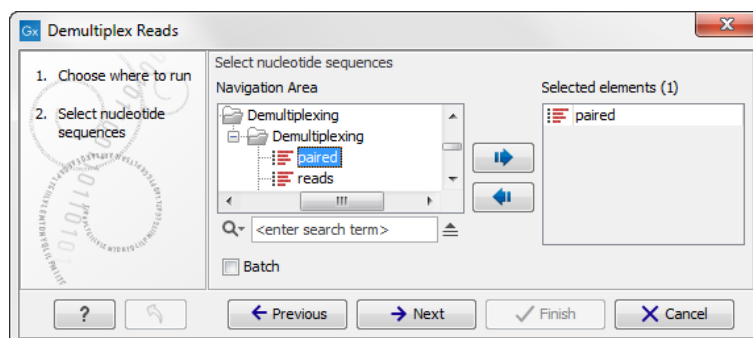 Gx Demultiplex Reads
x
1. Choose where to run
2. Select nucleotide
sequences
Select nucleotide sequences
Navigation Area
Demultiplexing
Demultiplexing
paired
reads
<enter search term>
Batch
Selected elements (1)
paired
?
Previous
Next
Finish
Cancel